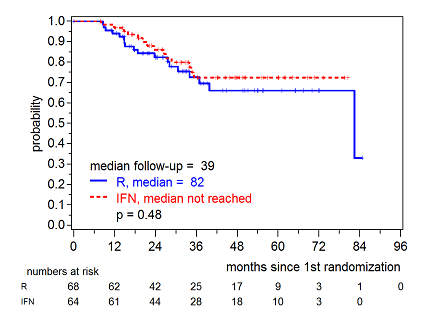 1.0
0.9
0.8
0.7
0.6
0.5
0.4
0.3
0.2
0.1
0.0
probability
median follow-up = 39
R, median = 82
IFN, median not reached
p = 0.48
0 12 24 36 48 60 72 84 96
months since 1st randomization
numbers at risk
R 68 62 42 25 17 9 3 1 0
IFN 64 61 44 28 18 10 3 0